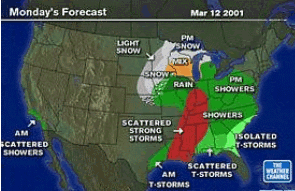 Monday's Forecast
Mar 12 2001
LIGHT
SNOW
PM
SNOW
MIX
SNOW
RAIN
PM
SHOWERS
SHOWERS
SCATTERED
STRONG
STORMS
AM
SCATTERED
SHOWERS
ISOLATED
T-STORMS
SCATTERED
T-STORMS
AM
T-STORMS
THE
WEATHER
CHANNEL